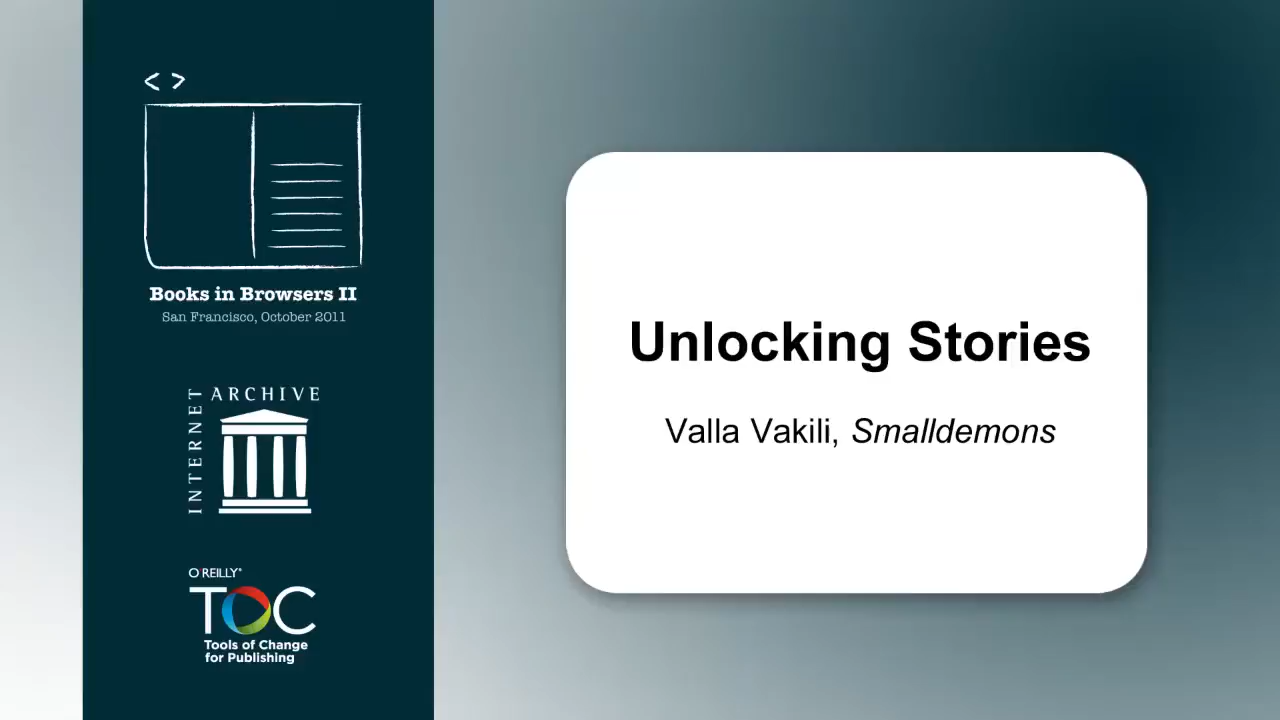 < >
Books in Browsers II
San Francisco, October 2011
INTERNET ARCHIVE
O REILLY®
TOC
Tools of Change
for Publishing
Unlocking Stories
Valla Vakili, Smalldemons